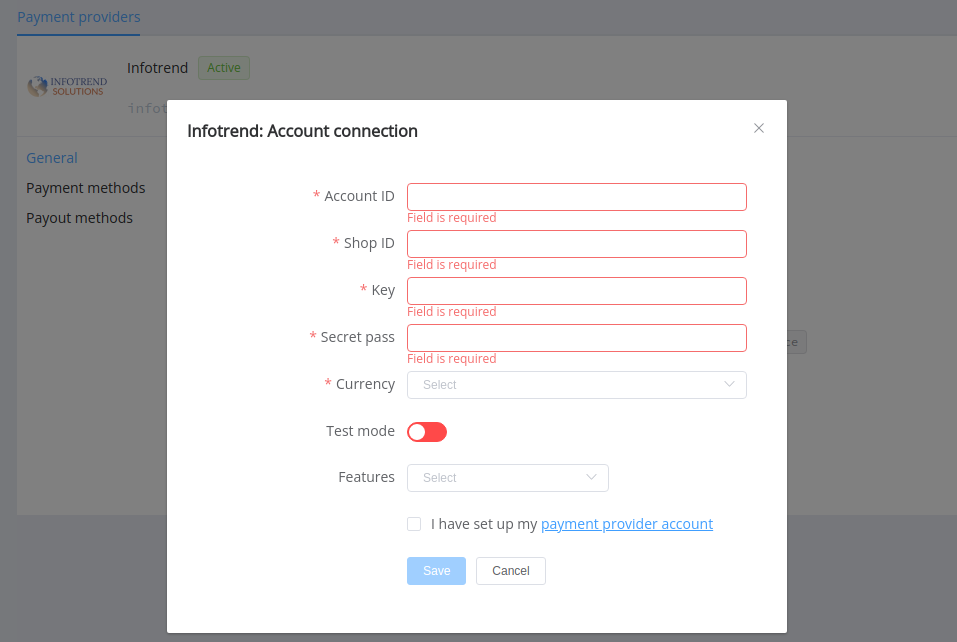 Payment providers
INFOTREND
SOLUTIONS
Infotrend
Active
infot
Infotrend: Account connection
General
Payment methods
Payout methods
* Account ID
Field is required
* Shop ID
Field is required
* Key
Field is required
* Secret pass
Field is required
ce
* Currency
Select
Test mode
Features
Select
I have set up my payment provider account
Save
Cancel